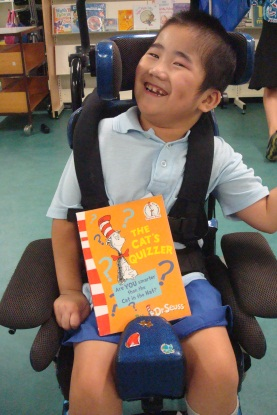 THE
CAT'S
QUIZZER
Are YOU smarter
than the
Cat in the Hat?
Dr. SEUSS